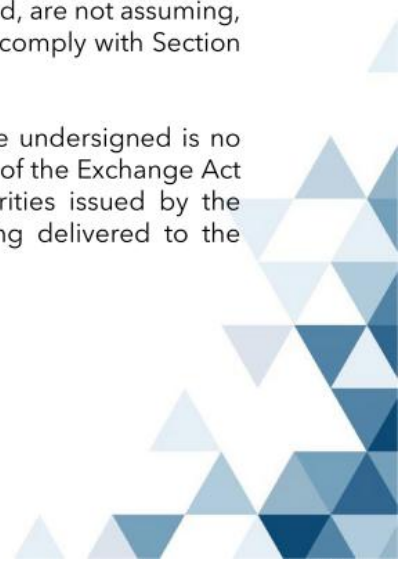 d, are not assuming,
comply with Section
e undersigned is no
of the Exchange Act
rities issued by the
ng delivered to the